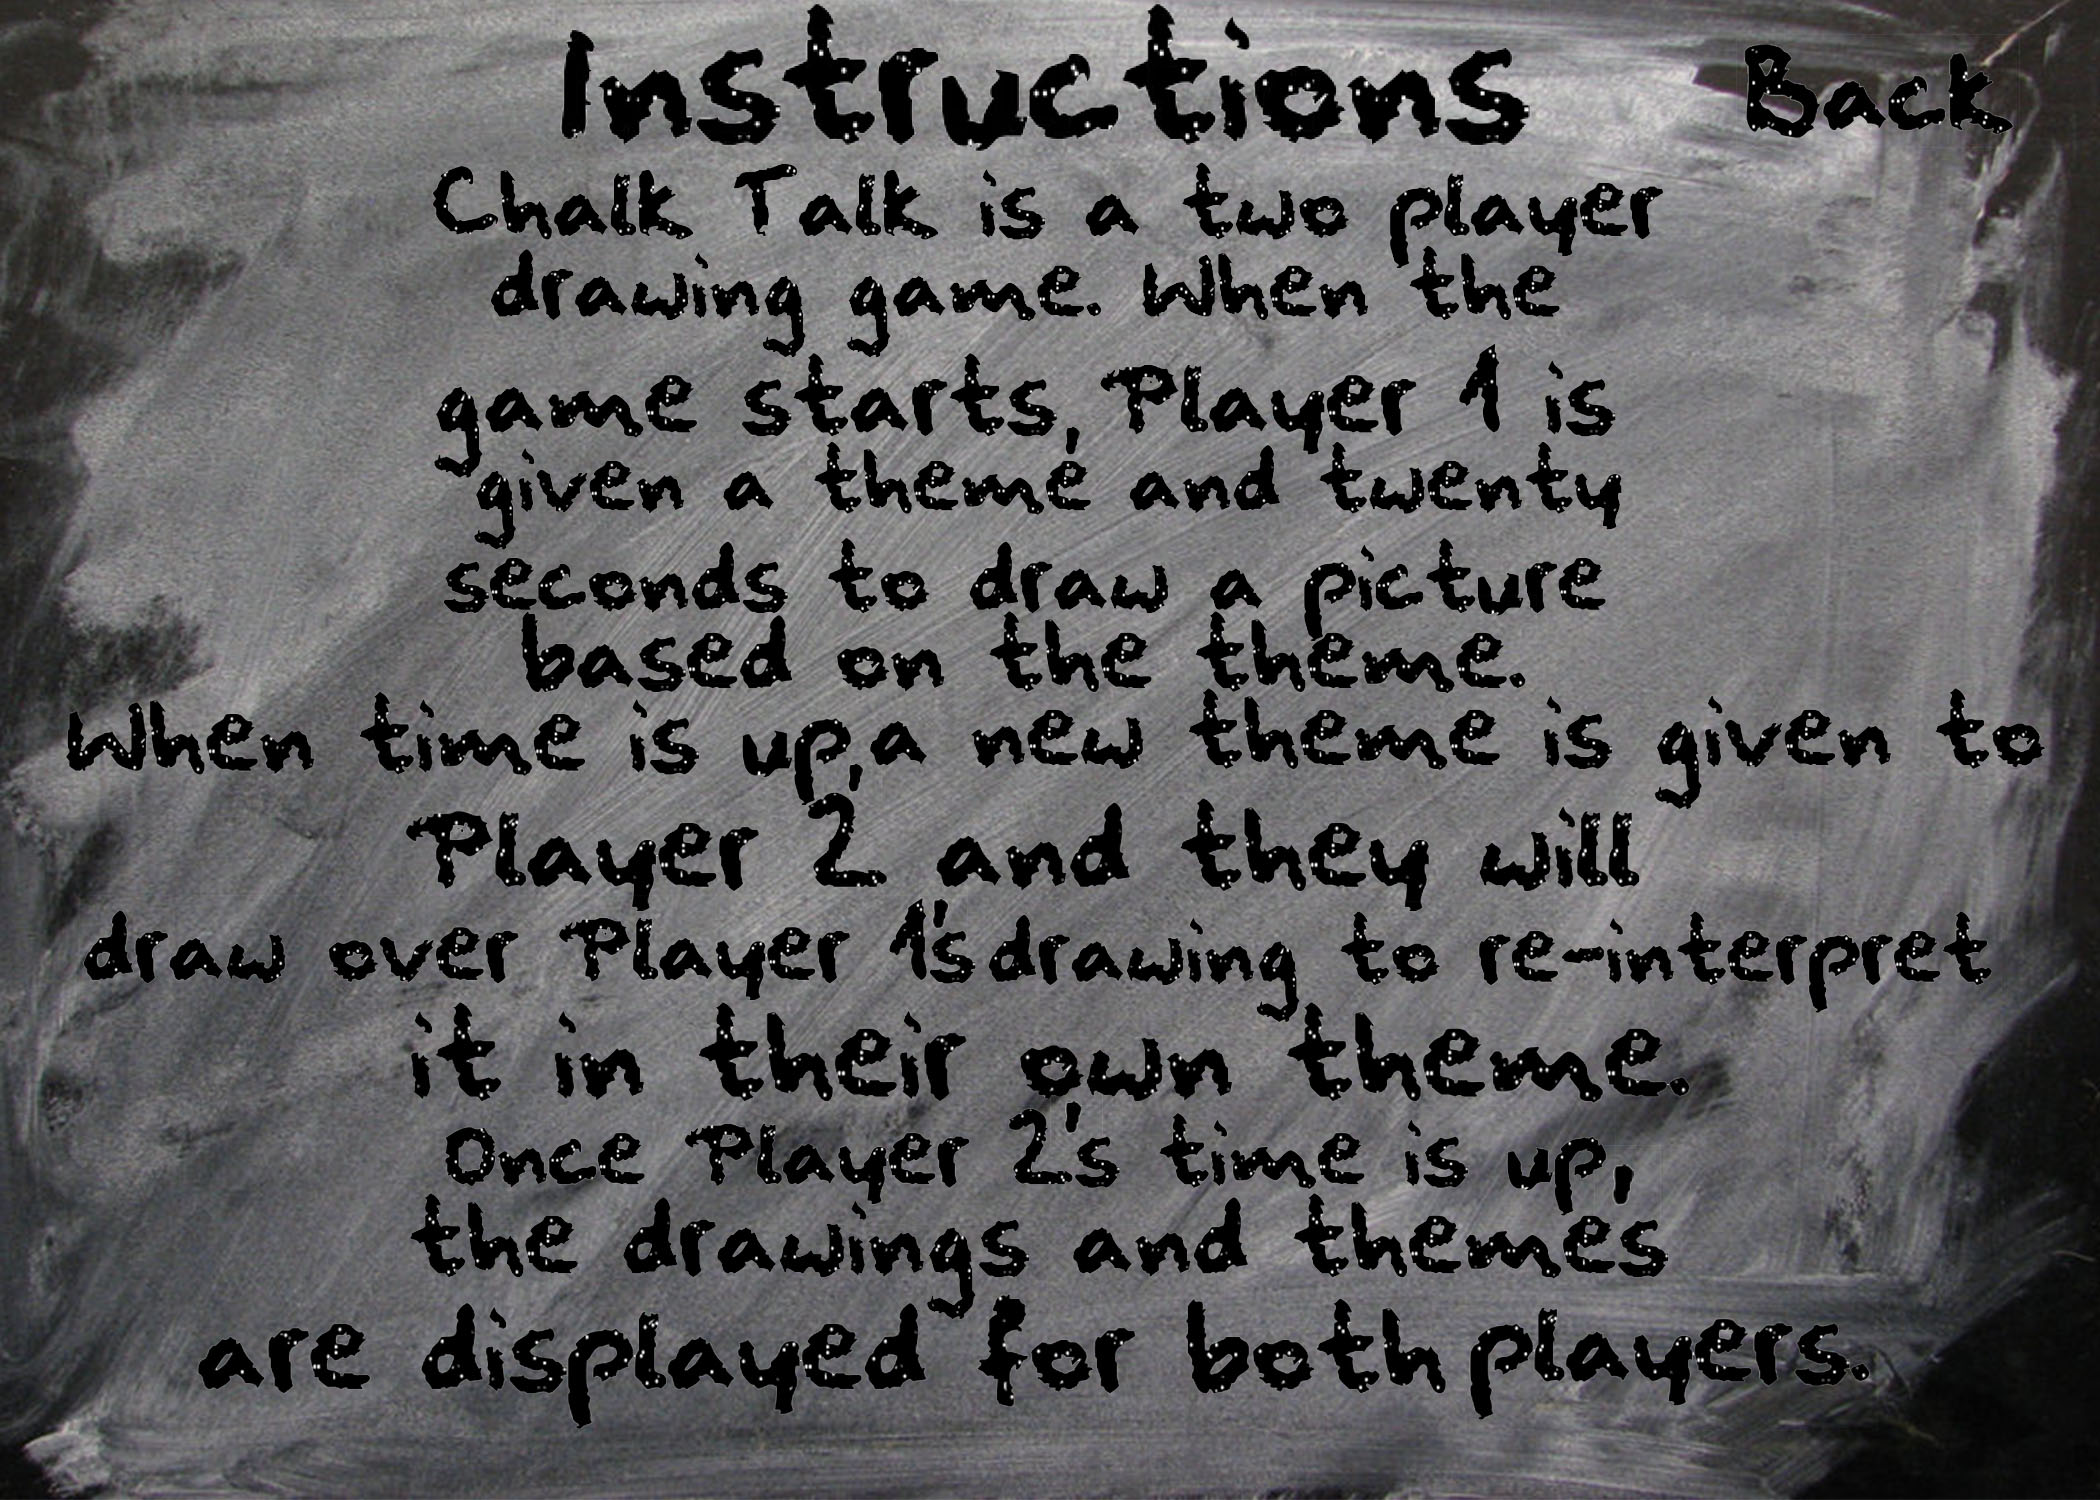 Instructions
Back
Chalk Talk is a two player
drawing game. When the
game starts, Player 1 is
given a theme and twenty
seconds to draw a picture
based on the theme.
When time is up,a new theme is given to
Player 2 and they will
draw over Player 1's drawing to re-interpret
it in their own theme.
Once Player 2's time is up,
the drawings and themes
are displayed for both players.